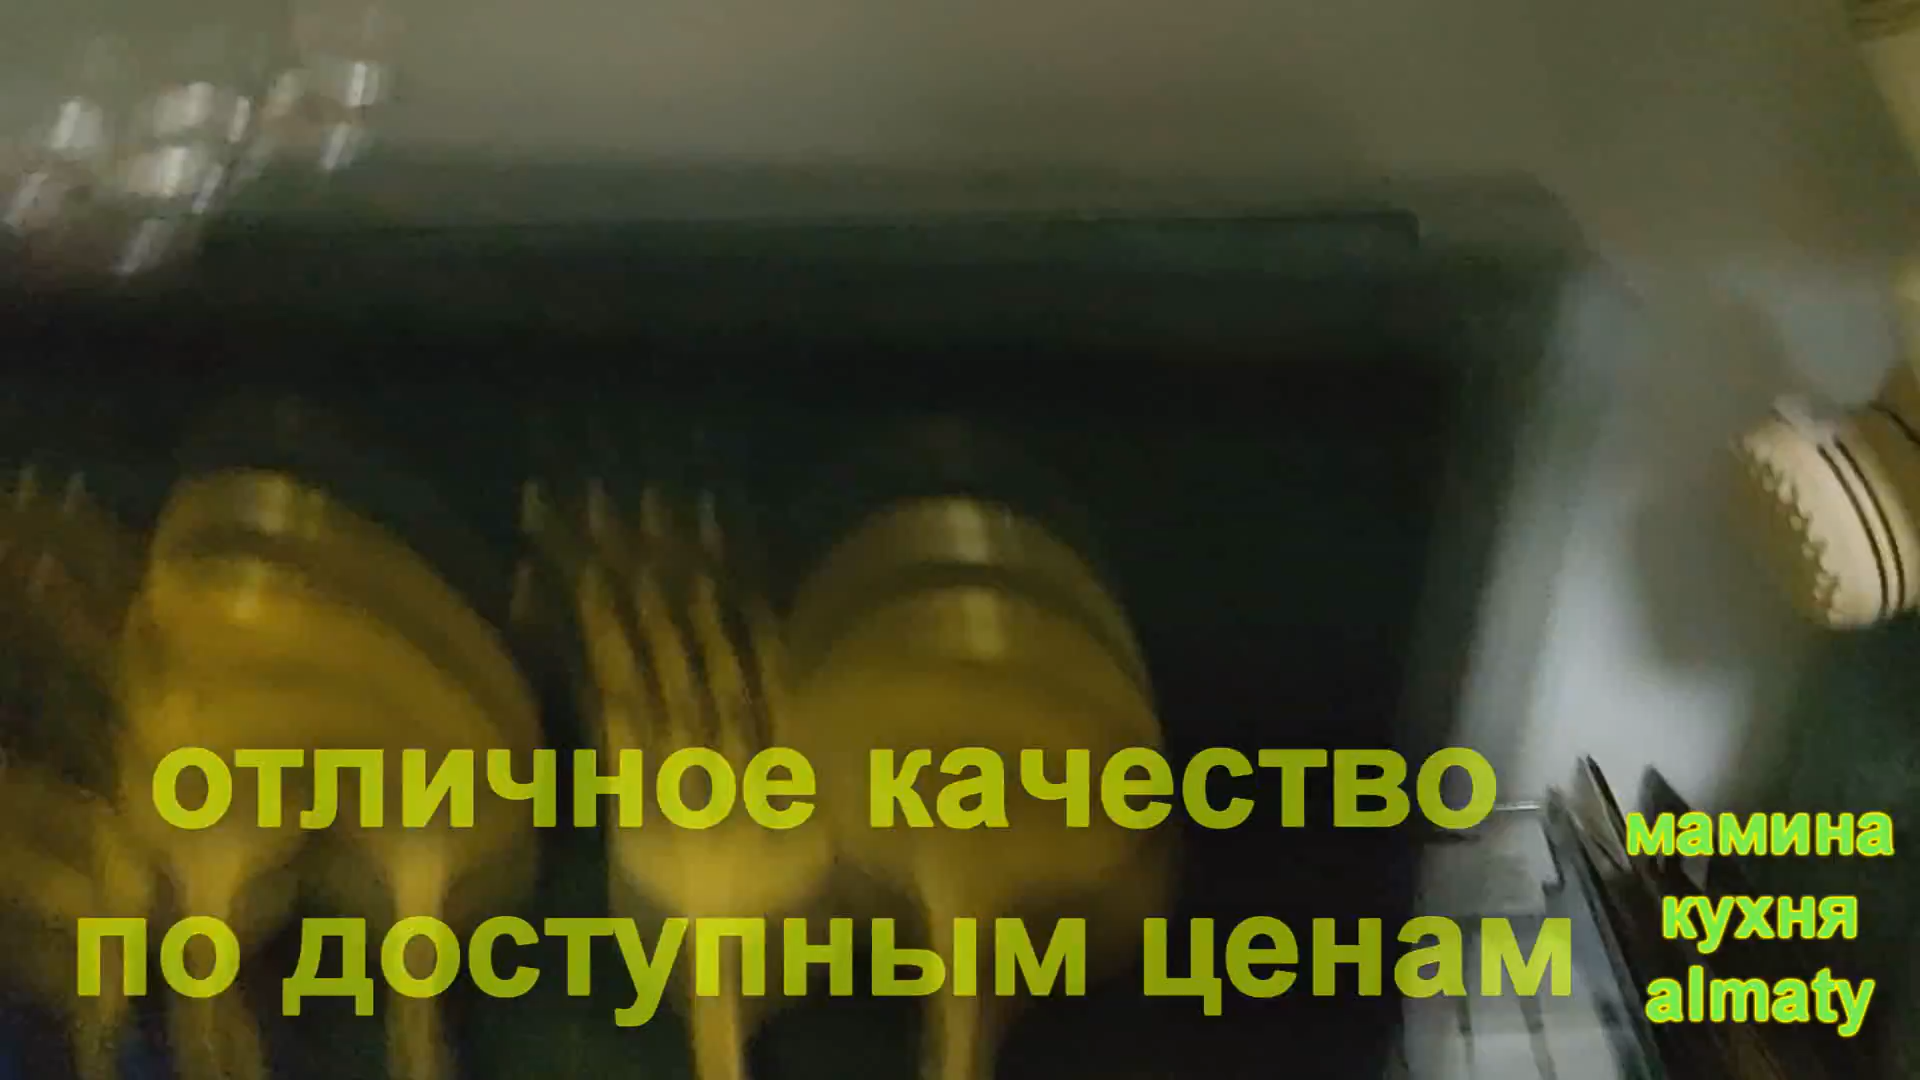 отличное качество
по доступным ценам
мамина
кухня
almaty